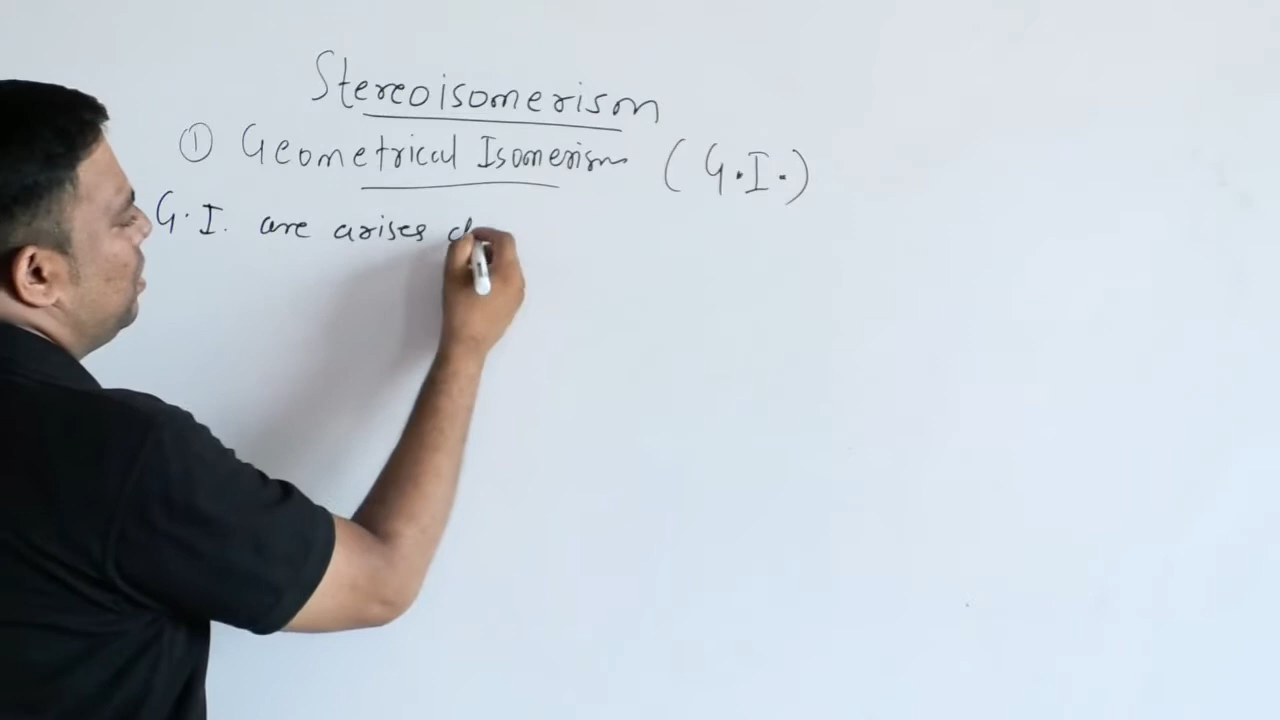 Stereoisomerism
① Geometrical Isomerism (G.I.)
G.I. are arises